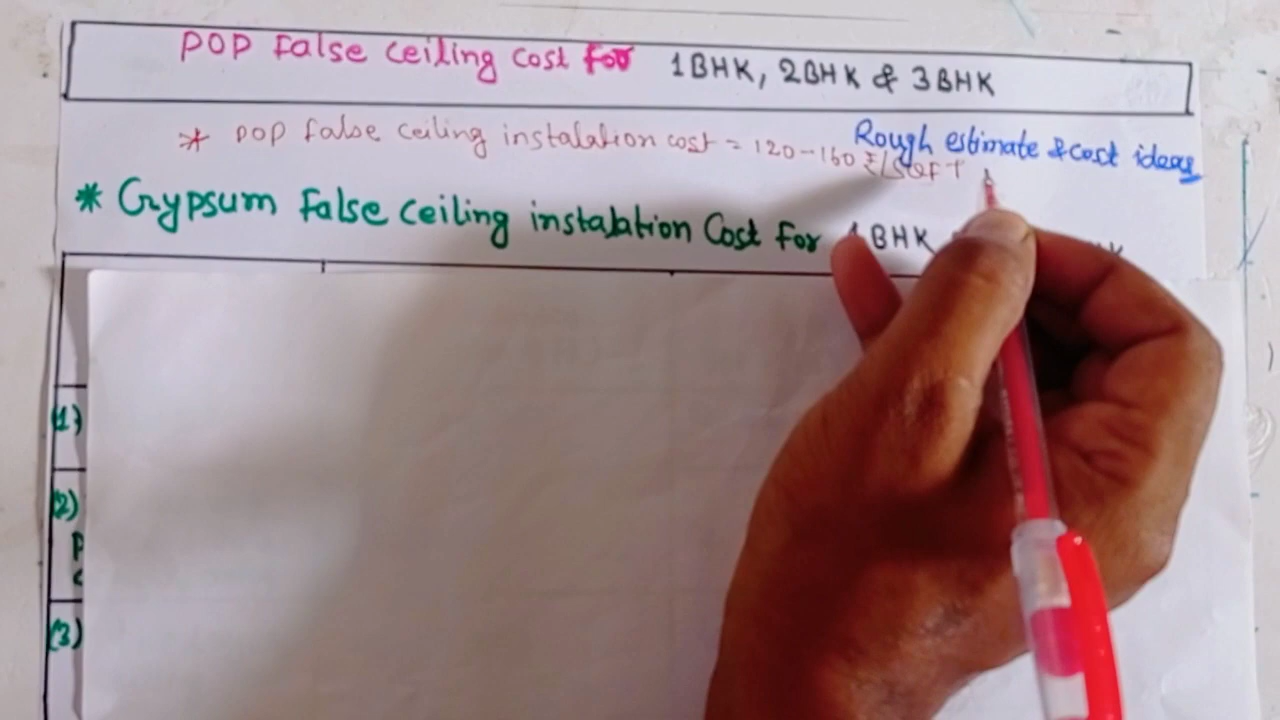 POP False Ceiling Cost for 1BHK, 2BHK & 3BHK
Rough estimate & cost ideas
* POP false ceiling instalation cost = 120-160 ₹/SQFT
* Gypsum False Ceiling instalation Cost For 1BHK
(1)
(2)
P
(3)